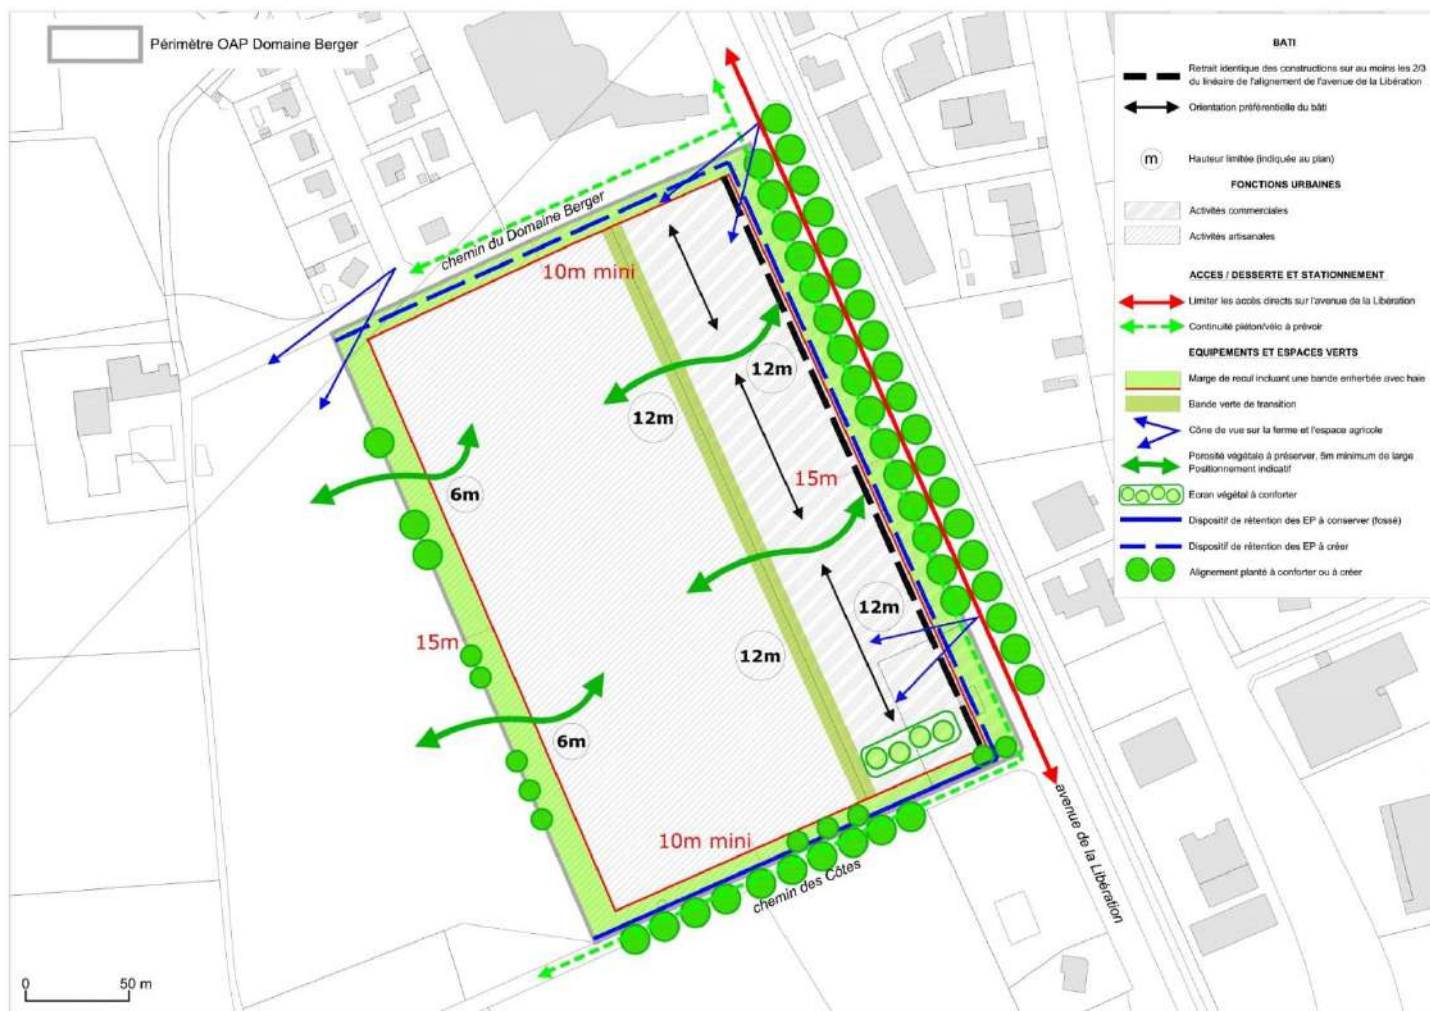 Périmètre OAP Domaine Berger
BATI
Retrait identique des constructions sur au moins les 2/3
du linéaire de l'alignement de l'avenue de la Libération
Orientation préférentielle du bâti
m
Hauteur limitée (indiquée au plan)
FONCTIONS URBAINES
Activités commerciales
Activités artisanales
ACCES / DESSERTE ET STATIONNEMENT
Limiter les accès directs sur l'avenue de la Libération
Continuité piéton/vélo à prévoir
EQUIPEMENTS ET ESPACES VERTS
Marge de recul incluant une bande enherbée avec haie
Bande verte de transition
Cône de vue sur la ferme et l'espace agricole
Porosité végétale à préserver, 5m minimum de large
Positionnement indicatif
Ecran végétal à conforter
Dispositif de rétention des EP à conserver (fossé)
Dispositif de rétention des EP à créer
Alignement planté à conforter ou à créer
chemin du Domaine Berger
10m mini
12m
12m
15m
6m
12m
15m
12m
6m
10m mini
chemin des Côtes
avenue de la Libération
0
50 m